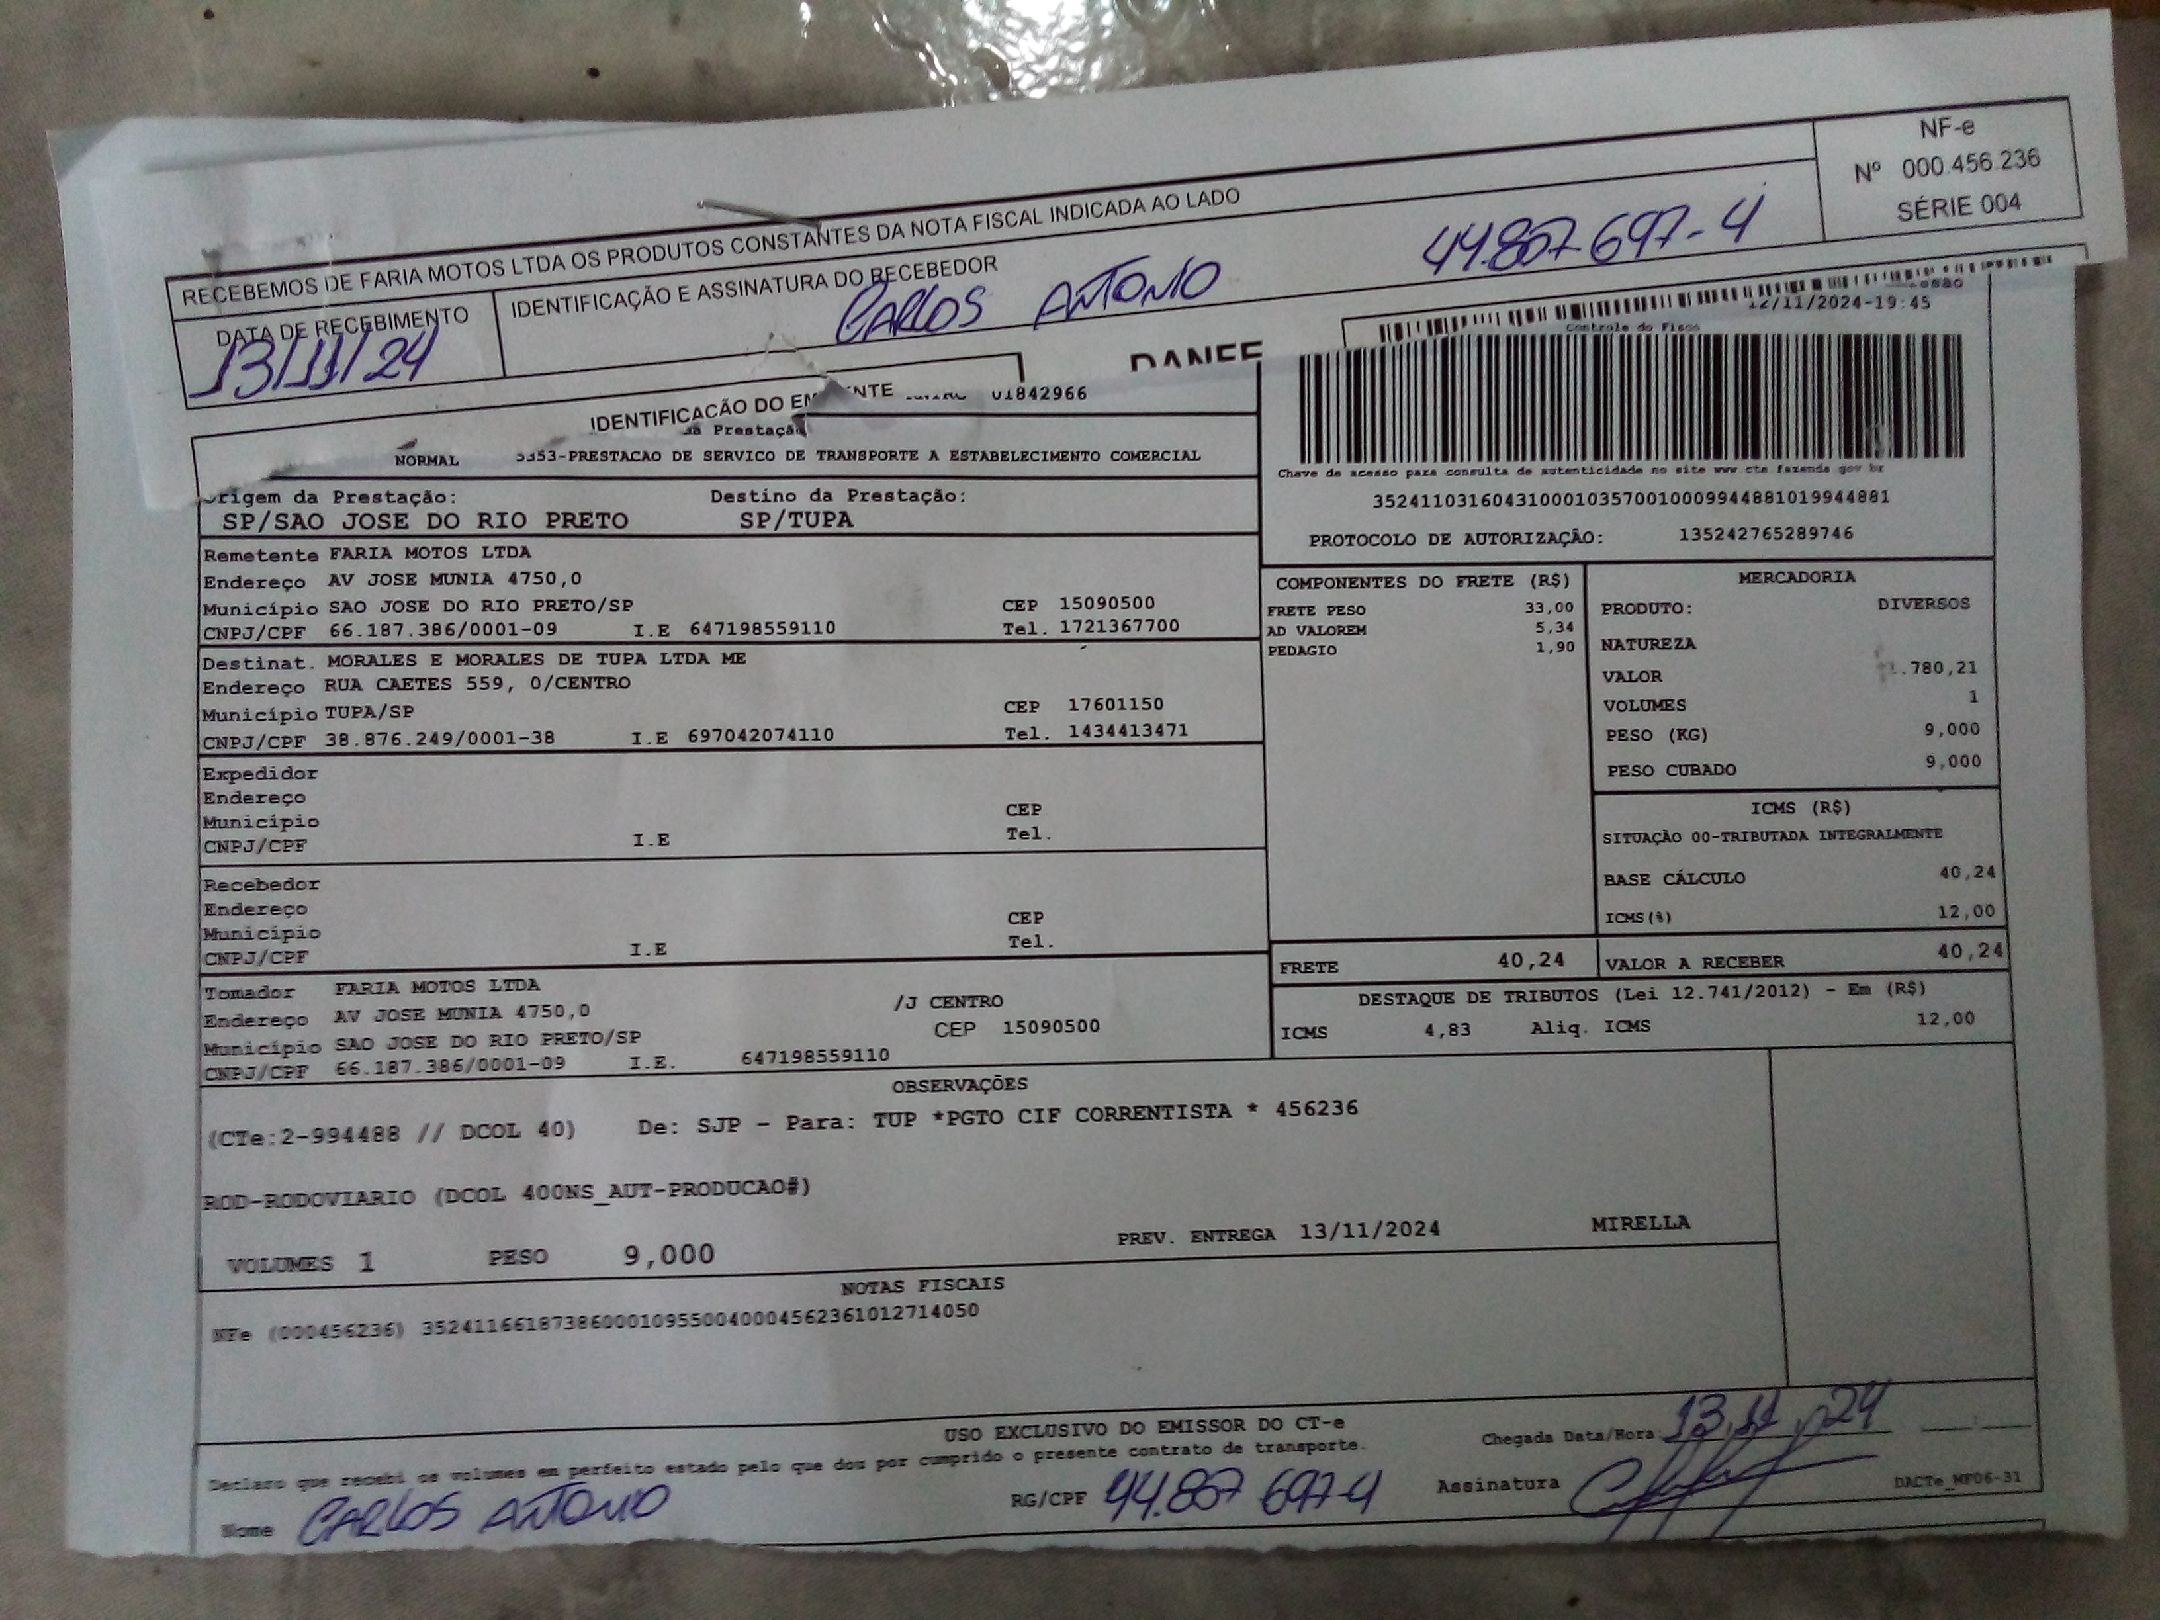 NF-e
Nº 000.456.236
SÉRIE 004
RECEBEMOS DE FARIA MOTOS LTDA OS PRODUTOS CONSTANTES DA NOTA FISCAL INDICADA AO LADO
DATA DE RECEBIMENTO
13/11/24
IDENTIFICAÇÃO E ASSINATURA DO RECEBEDOR
CARLOS ANTONIO 44.807 697-4
DANFE
IDENTIFICAÇÃO DO EMITENTE
01842966
12/11/2024-19:45
Controle do Fisco
da Prestação
NORMAL 5353-PRESTACAO DE SERVICO DE TRANSPORTE A ESTABELECIMENTO COMERCIAL
Chave de acesso para consulta de autenticidade no site www cte fazenda gov br
35241103160431000103570010009944881019944881
PROTOCOLO DE AUTORIZAÇÃO: 135242765289746
Origem da Prestação: Destino da Prestação:
SP/SAO JOSE DO RIO PRETO SP/TUPA
Remetente FARIA MOTOS LTDA
Endereço AV JOSE MUNIA 4750,0
Município SAO JOSE DO RIO PRETO/SP CEP 15090500
CNPJ/CPF 66.187.386/0001-09 I.E 647198559110 Tel. 1721367700
Destinat. MORALES E MORALES DE TUPA LTDA ME
Endereço RUA CAETES 559, 0/CENTRO
Município TUPA/SP CEP 17601150
CNPJ/CPF 38.876.249/0001-38 I.E 697042074110 Tel. 1434413471
Expedidor
Endereço
Município CEP
CNPJ/CPF I.E Tel.
Recebedor
Endereço
Município CEP
CNPJ/CPF I.E Tel.
Tomador FARIA MOTOS LTDA
Endereço AV JOSE MUNIA 4750,0 /J CENTRO
Município SAO JOSE DO RIO PRETO/SP CEP 15090500
CNPJ/CPF 66.187.386/0001-09 I.E. 647198559110
COMPONENTES DO FRETE (R$)
FRETE PESO 33,00
AD VALOREM 5,34
PEDAGIO 1,90
MERCADORIA
PRODUTO: DIVERSOS
NATUREZA
VALOR .780,21
VOLUMES 1
PESO (KG) 9,000
PESO CUBADO 9,000
ICMS (R$)
SITUAÇÃO 00-TRIBUTADA INTEGRALMENTE
BASE CÁLCULO 40,24
ICMS(%) 12,00
FRETE 40,24
VALOR A RECEBER 40,24
DESTAQUE DE TRIBUTOS (Lei 12.741/2012) - Em (R$)
ICMS 4,83 Aliq. ICMS 12,00
OBSERVAÇÕES
(CTe:2-994488 // DCOL 40) De: SJP - Para: TUP *PGTO CIF CORRENTISTA * 456236
ROD-RODOVIARIO (DCOL 400NS_AUT-PRODUCAO#)
VOLUMES 1 PESO 9,000 PREV. ENTREGA 13/11/2024 MIRELLA
NOTAS FISCAIS
NFe (000456236) 35241166187386000109550040004562361012714050
USO EXCLUSIVO DO EMISSOR DO CT-e
Declaro que recebi os volumes em perfeito estado pelo que dou por cumprido o presente contrato de transporte.
Chegada Data/Hora 13,11,24
Nome CARLOS ANTONIO RG/CPF 44.807 697-4 Assinatura
DACTe_MF06-31